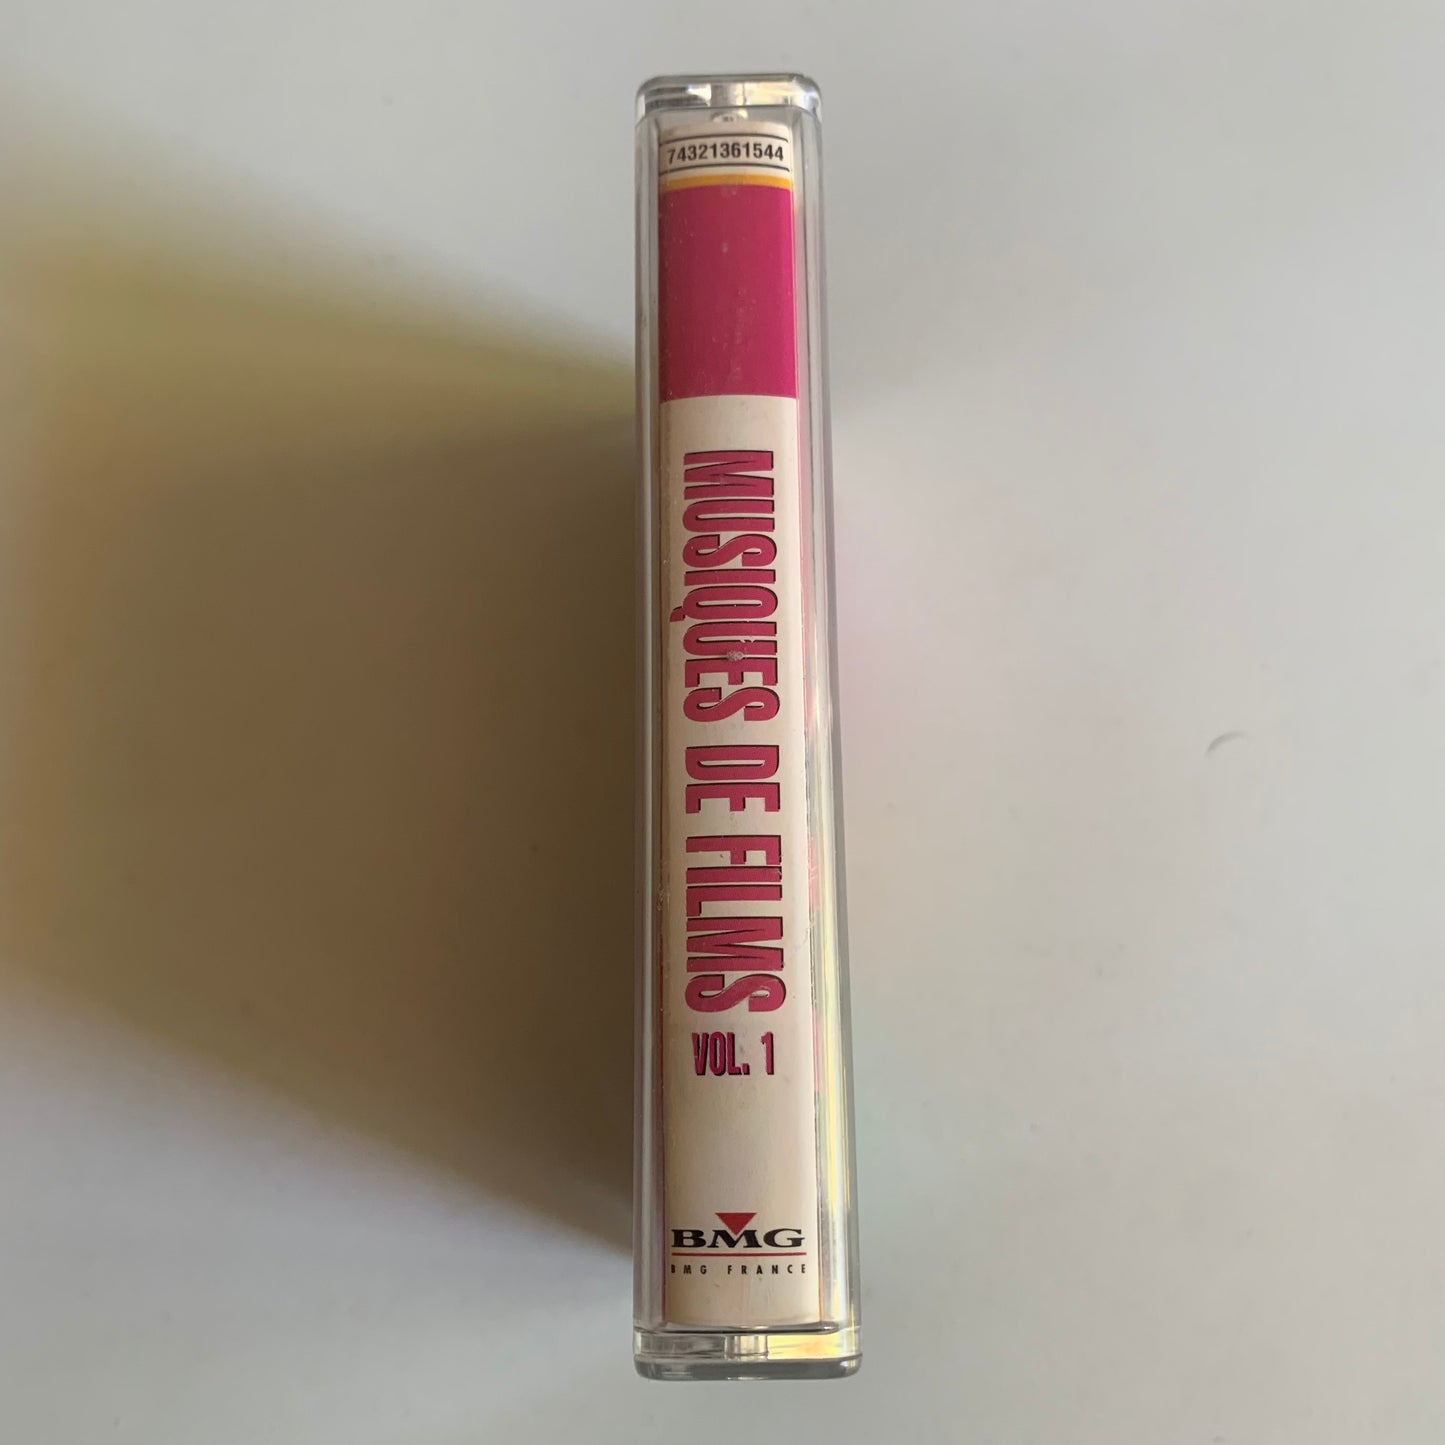 74321361544
MUSIQUES DE FILMS
VOL. 1
BMG
BMG FRANCE